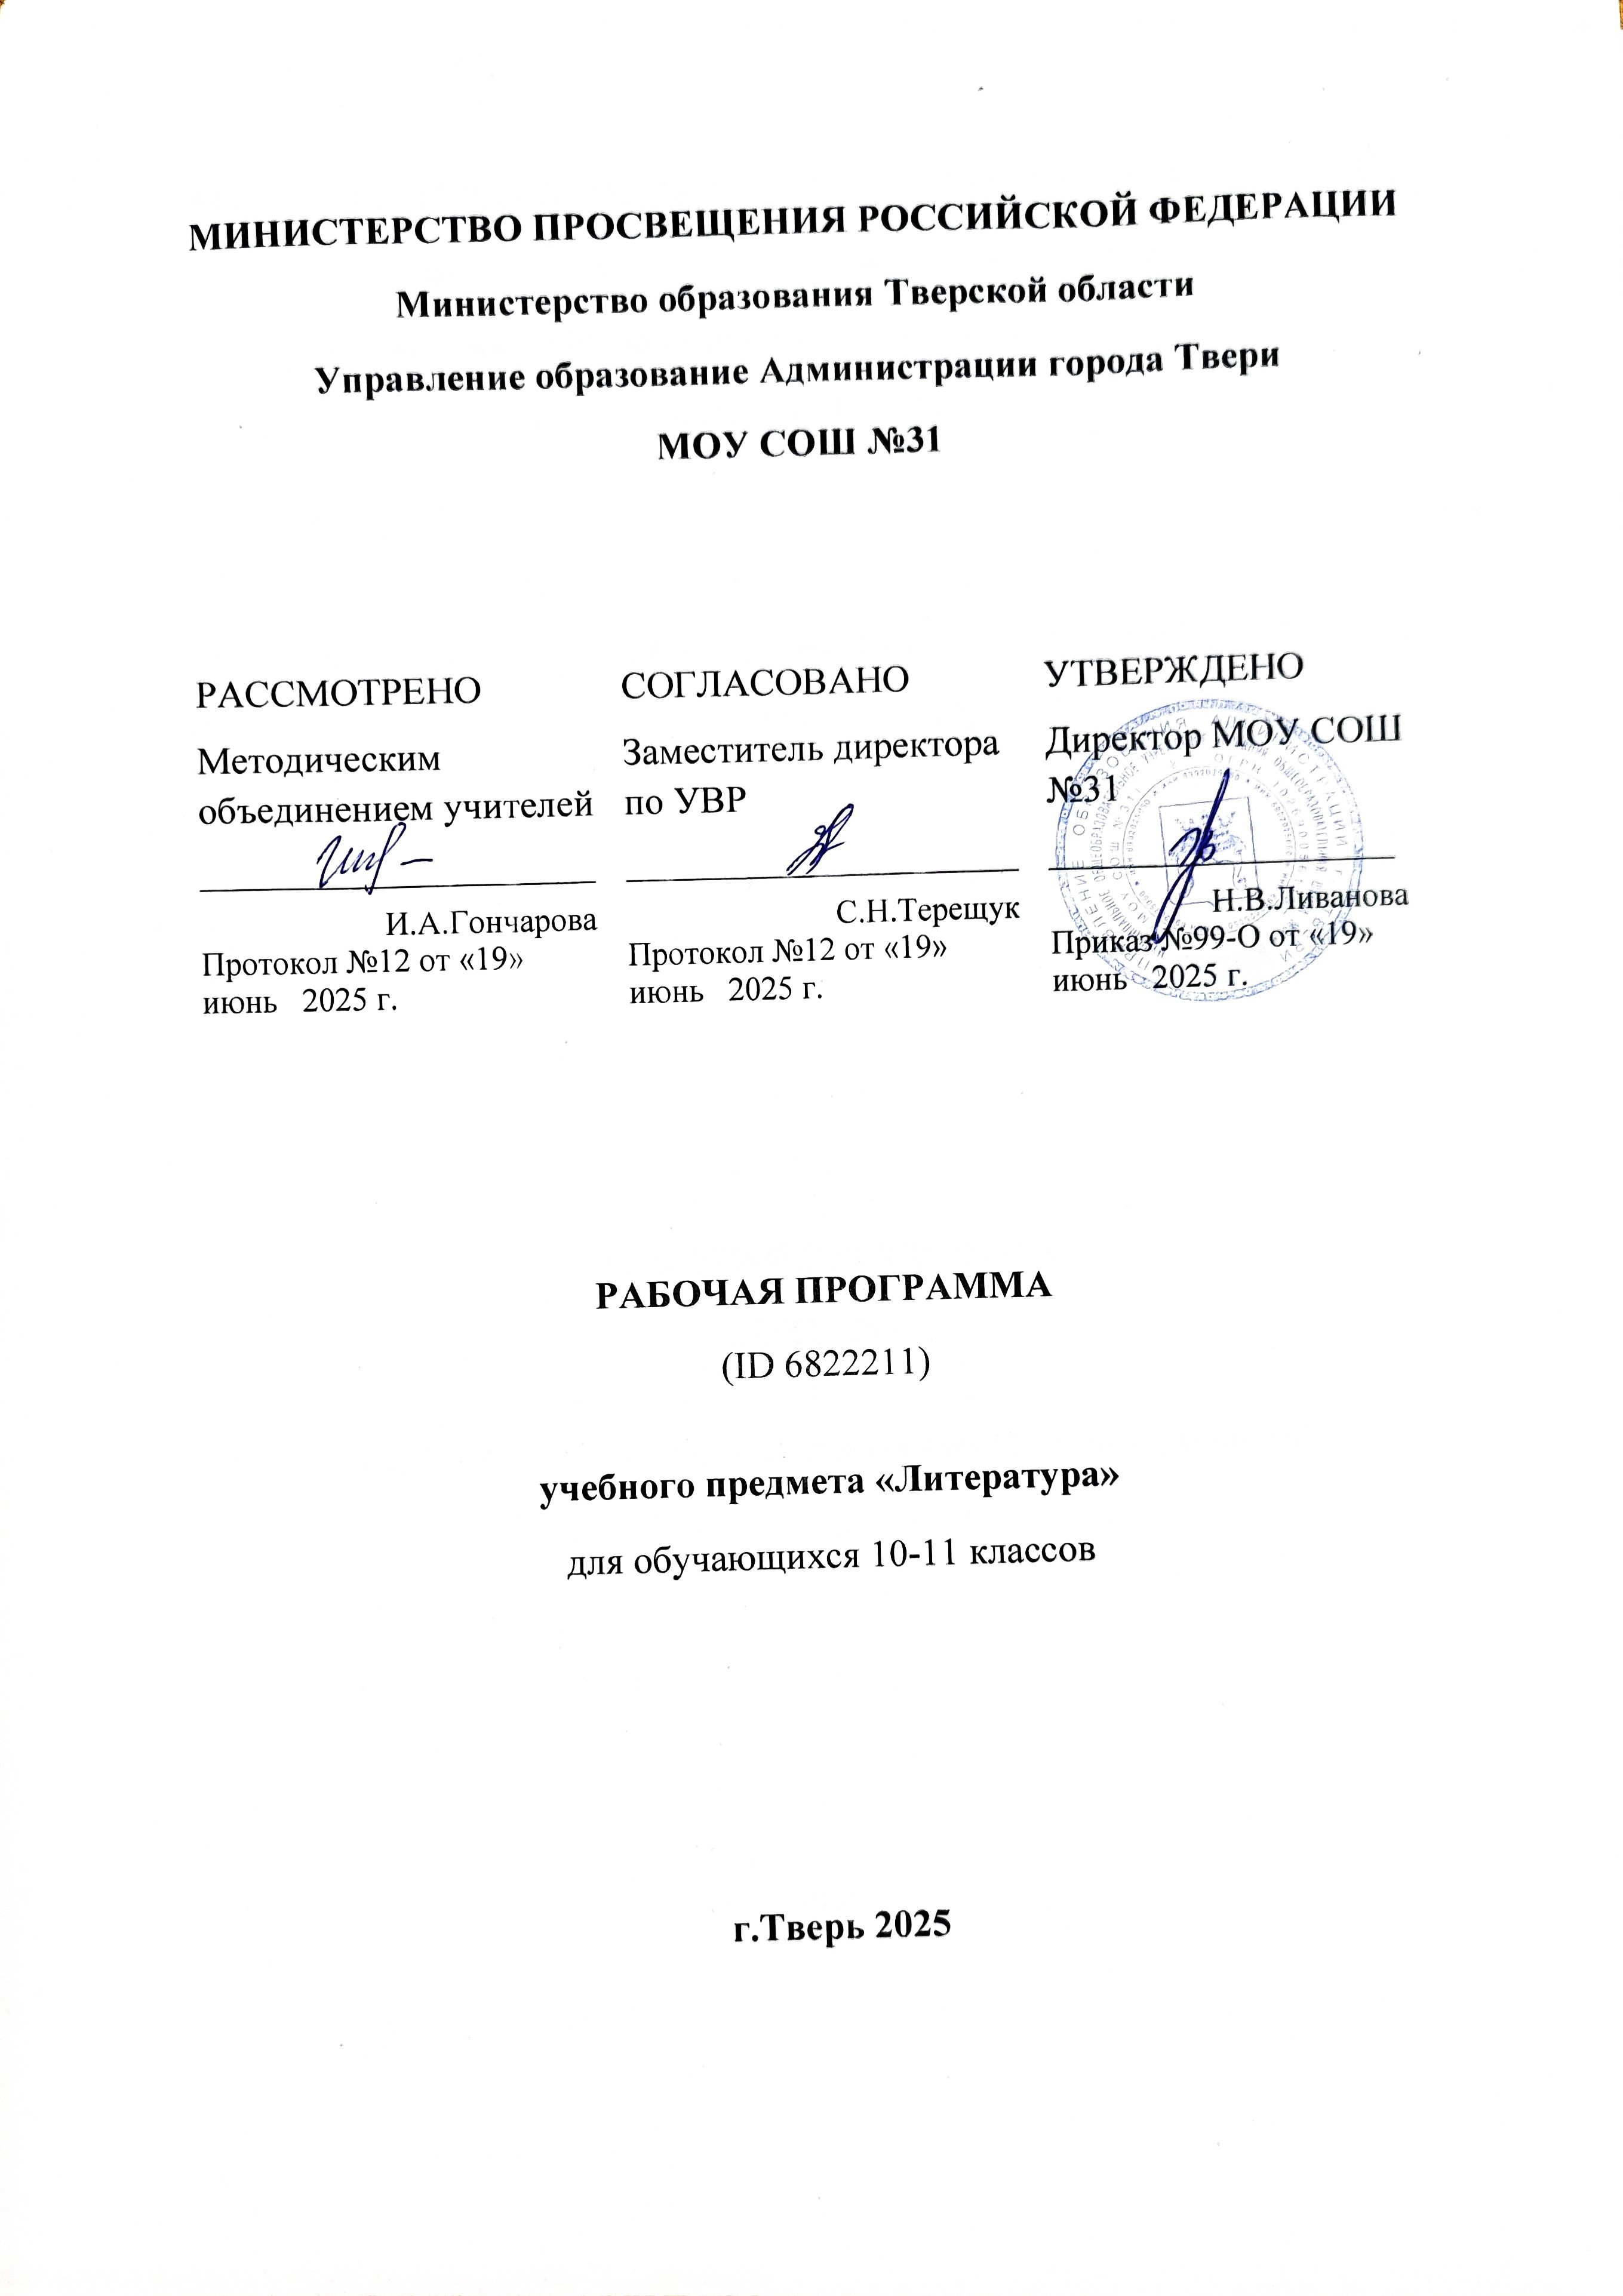 МИНИСТЕРСТВО ПРОСВЕЩЕНИЯ РОССИЙСКОЙ ФЕДЕРАЦИИ
Министерство образования Тверской области
Управление образование Администрации города Твери
МОУ СОШ №31
РАССМОТРЕНО
Методическим
объединением учителей
И.А.Гончарова
Протокол №12 от «19»
июнь 2025 г.
СОГЛАСОВАНО
Заместитель директора
по УВР
С.Н.Терещук
Протокол №12 от «19»
июнь 2025 г.
УТВЕРЖДЕНО
Директор МОУ СОШ
№31
Н.В.Ливанова
Приказ №99-О от «19»
июнь 2025 г.
РАБОЧАЯ ПРОГРАММА
(ID 6822211)
учебного предмета «Литература»
для обучающихся 10-11 классов
г.Тверь 2025